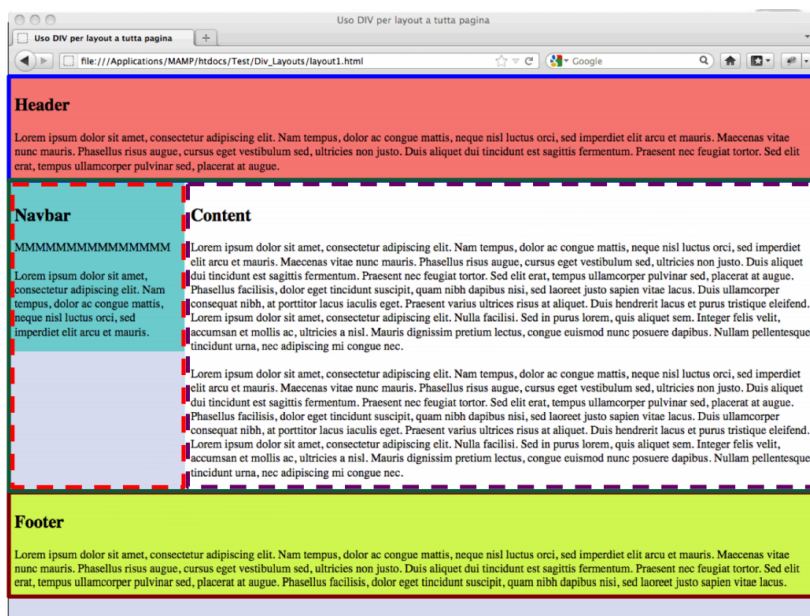 Uso DIV per layout a tutta pagina
Uso DIV per layout a tutta pagina
file:///Applications/MAMP/htdocs/Test/Div_Layouts/layout1.html
Google
Header
Lorem ipsum dolor sit amet, consectetur adipiscing elit. Nam tempus, dolor ac congue mattis, neque nisl luctus orci, sed imperdiet elit arcu et mauris. Maecenas vitae
nunc mauris. Phasellus risus augue, cursus eget vestibulum sed, ultricies non justo. Duis aliquet dui tincidunt est sagittis fermentum. Praesent nec feugiat tortor. Sed elit
erat, tempus ullamcorper pulvinar sed, placerat at augue.
Navbar
MMMMMMMMMMMMMMM
Lorem ipsum dolor sit amet,
consectetur adipiscing elit. Nam
tempus, dolor ac congue mattis,
neque nisl luctus orci, sed
imperdiet elit arcu et mauris.
Content
Lorem ipsum dolor sit amet, consectetur adipiscing elit. Nam tempus, dolor ac congue mattis, neque nisl luctus orci, sed imperdiet
elit arcu et mauris. Maecenas vitae nunc mauris. Phasellus risus augue, cursus eget vestibulum sed, ultricies non justo. Duis aliquet
dui tincidunt est sagittis fermentum. Praesent nec feugiat tortor. Sed elit erat, tempus ullamcorper pulvinar sed, placerat at augue.
Phasellus facilisis, dolor eget tincidunt suscipit, quam nibh dapibus nisi, sed laoreet justo sapien vitae lacus. Duis ullamcorper
consequat nibh, at porttitor lacus iaculis eget. Praesent varius ultrices risus at aliquet. Duis hendrerit lacus et purus tristique eleifend.
Lorem ipsum dolor sit amet, consectetur adipiscing elit. Nulla facilisi. Sed in purus lorem, quis aliquet sem. Integer felis velit,
accumsan et mollis ac, ultricies a nisl. Mauris dignissim pretium lectus, congue euismod nunc posuere dapibus. Nullam pellentesque
tincidunt urna, nec adipiscing mi congue nec.
Lorem ipsum dolor sit amet, consectetur adipiscing elit. Nam tempus, dolor ac congue mattis, neque nisl luctus orci, sed imperdiet
elit arcu et mauris. Maecenas vitae nunc mauris. Phasellus risus augue, cursus eget vestibulum sed, ultricies non justo. Duis aliquet
dui tincidunt est sagittis fermentum. Praesent nec feugiat tortor. Sed elit erat, tempus ullamcorper pulvinar sed, placerat at augue.
Phasellus facilisis, dolor eget tincidunt suscipit, quam nibh dapibus nisi, sed laoreet justo sapien vitae lacus. Duis ullamcorper
consequat nibh, at porttitor lacus iaculis eget. Praesent varius ultrices risus at aliquet. Duis hendrerit lacus et purus tristique eleifend.
Lorem ipsum dolor sit amet, consectetur adipiscing elit. Nulla facilisi. Sed in purus lorem, quis aliquet sem. Integer felis velit,
accumsan et mollis ac, ultricies a nisl. Mauris dignissim pretium lectus, congue euismod nunc posuere dapibus. Nullam pellentesque
tincidunt urna, nec adipiscing mi congue nec.
Footer
Lorem ipsum dolor sit amet, consectetur adipiscing elit. Nam tempus, dolor ac congue mattis, neque nisl luctus orci, sed imperdiet elit arcu et mauris. Maecenas vitae
nunc mauris. Phasellus risus augue, cursus eget vestibulum sed, ultricies non justo. Duis aliquet dui tincidunt est sagittis fermentum. Praesent nec feugiat tortor. Sed elit
erat, tempus ullamcorper pulvinar sed, placerat at augue. Phasellus facilisis, dolor eget tincidunt suscipit, quam nibh dapibus nisi, sed laoreet justo sapien vitae lacus.